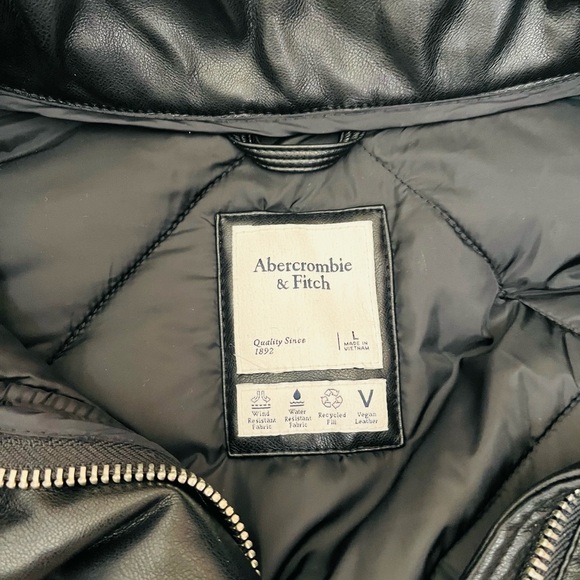 Abercrombie
& Fitch
Quality Since
1892
L
MADE IN
VIETNAM
Wind
Resistant
Fabric
Water
Resistant
Fabric
Recycled
Fill
V
Vegan
Leather